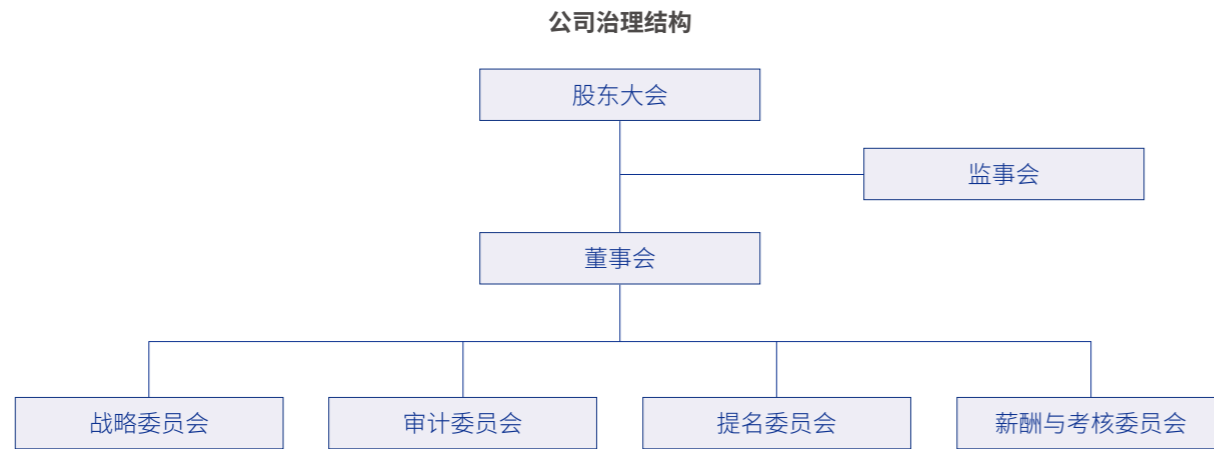 公司治理结构
股东大会
监事会
董事会
战略委员会
审计委员会
提名委员会
薪酬与考核委员会